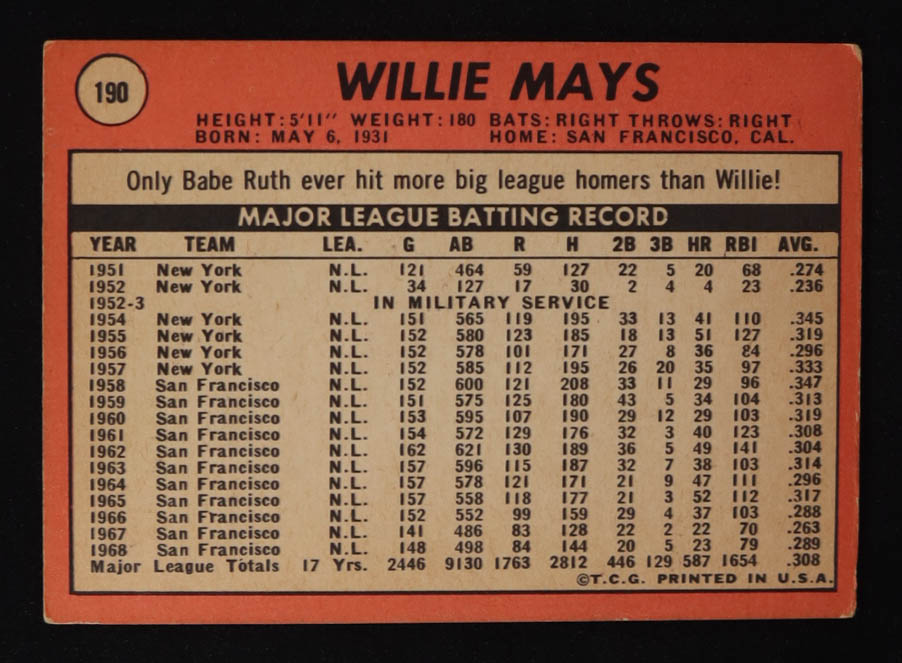 190
WILLIE MAYS
HEIGHT: 5'11" WEIGHT: 180 BATS: RIGHT THROWS: RIGHT
BORN: MAY 6, 1931 HOME: SAN FRANCISCO, CAL.
Only Babe Ruth ever hit more big league homers than Willie!
MAJOR LEAGUE BATTING RECORD
YEAR TEAM LEA. G AB R H 2B 3B HR RBI AVG.
1951 New York N.L. 121 464 59 127 22 5 20 68 .274
1952 New York N.L. 34 127 17 30 2 4 4 23 .236
1952-3 IN MILITARY SERVICE
1954 New York N.L. 151 565 119 195 33 13 41 110 .345
1955 New York N.L. 152 580 123 185 18 13 51 127 .319
1956 New York N.L. 152 578 101 171 27 8 36 84 .296
1957 New York N.L. 152 585 112 195 26 20 35 97 .333
1958 San Francisco N.L. 152 600 121 208 33 11 29 96 .347
1959 San Francisco N.L. 151 575 125 180 43 5 34 104 .313
1960 San Francisco N.L. 153 595 107 190 29 12 29 103 .319
1961 San Francisco N.L. 154 572 129 176 32 3 40 123 .308
1962 San Francisco N.L. 162 621 130 189 36 5 49 141 .304
1963 San Francisco N.L. 157 596 115 187 32 7 38 103 .314
1964 San Francisco N.L. 157 578 121 171 21 9 47 111 .296
1965 San Francisco N.L. 157 558 118 177 21 3 52 112 .317
1966 San Francisco N.L. 152 552 99 159 29 4 37 103 .288
1967 San Francisco N.L. 141 486 83 128 22 2 22 70 .263
1968 San Francisco N.L. 148 498 84 144 20 5 23 79 .289
Major League Totals 17 Yrs. 2446 9130 1763 2812 446 129 587 1654 .308
©T.C.G. PRINTED IN U.S.A.